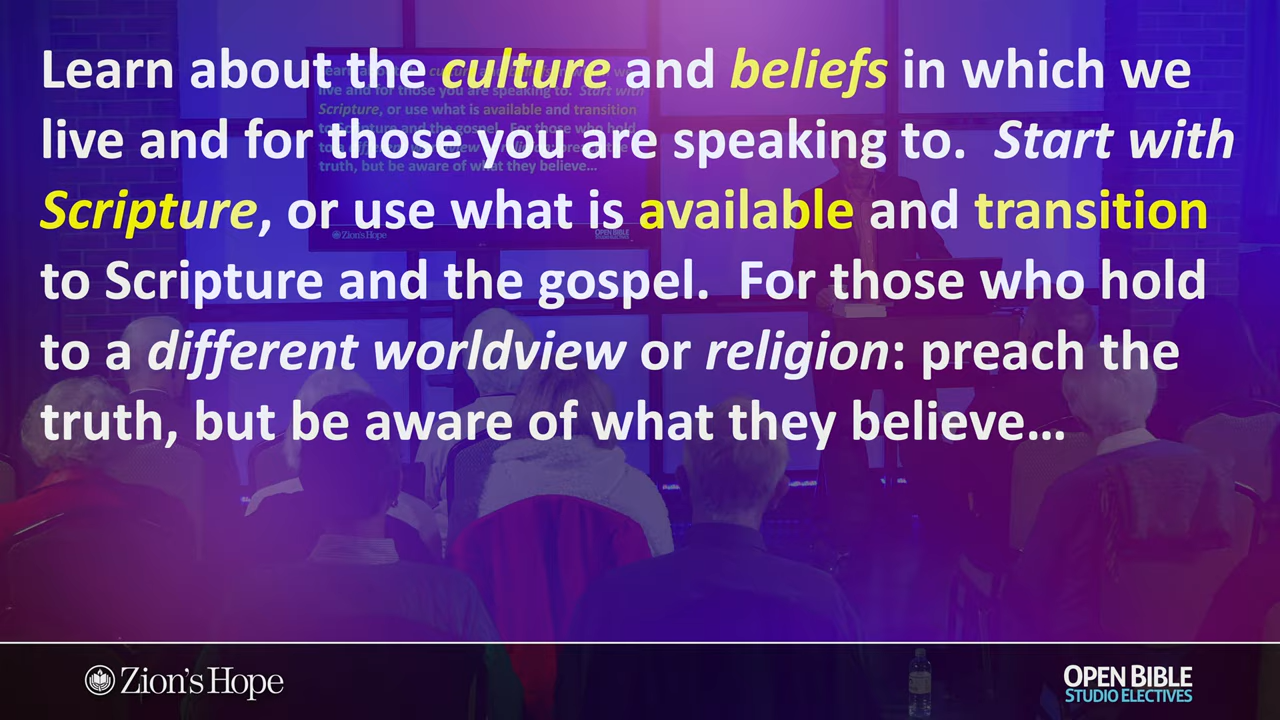 Learn about the culture and beliefs in which we
live and for those you are speaking to.  Start with
Scripture, or use what is available and transition
to Scripture and the gospel.  For those who hold
to a different worldview or religion: preach the
truth, but be aware of what they believe…
Zion's Hope
OPEN BIBLE
STUDIO ELECTIVES